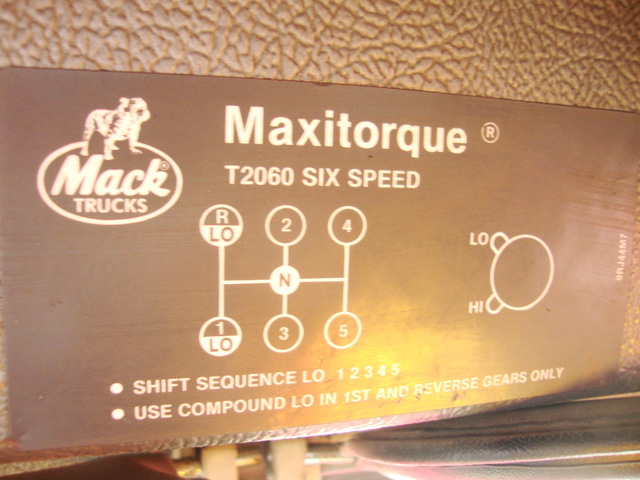 Maxitorque ®
Mack ®
TRUCKS
T2060 SIX SPEED
R
LO
2
4
LO
N
HI
1
LO
3
5
• SHIFT SEQUENCE LO 1 2 3 4 5
• USE COMPOUND LO IN 1ST AND REVERSE GEARS ONLY